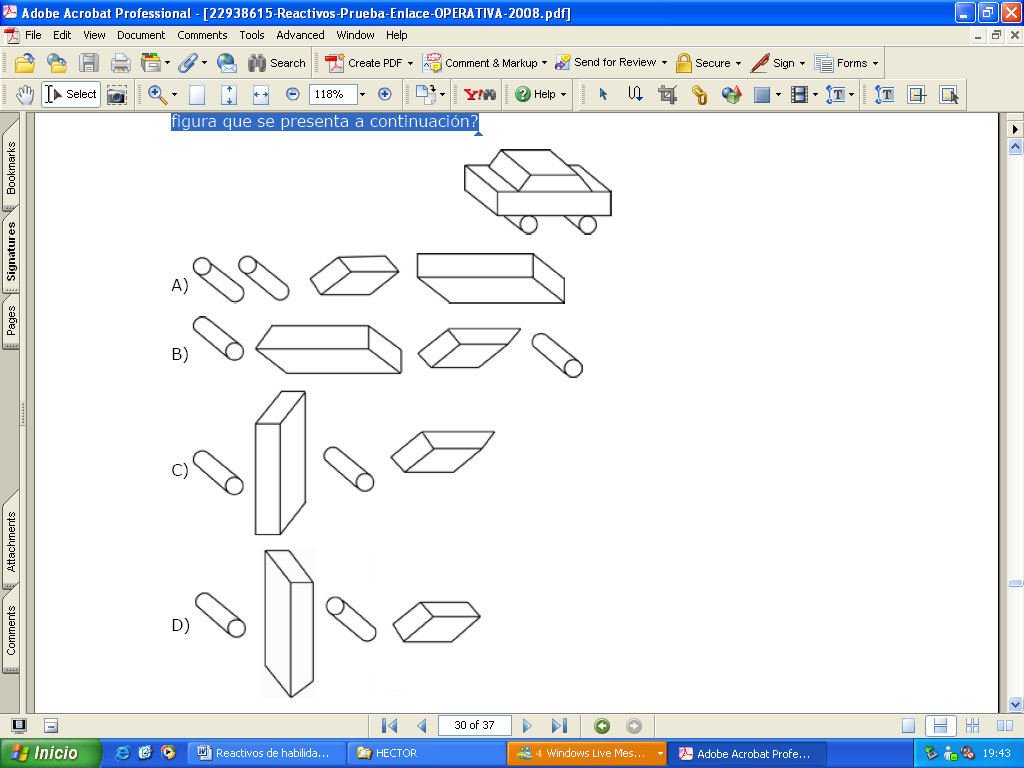 Adobe Acrobat Professional - [22938615-Reactivos-Prueba-Enlace-OPERATIVA-2008.pdf]
File Edit View Document Comments Tools Advanced Window Help
Search Create PDF Comment & Markup Send for Review Secure Sign Forms
Select 118% Y! Help
figura que se presenta a continuación?
Bookmarks
Signatures
Pages
Attachments
Comments
A)
B)
C)
D)
30 of 37
Inicio Reactivos de habilida... HECTOR 4 Windows Live Mes... Adobe Acrobat Profe... 19:43